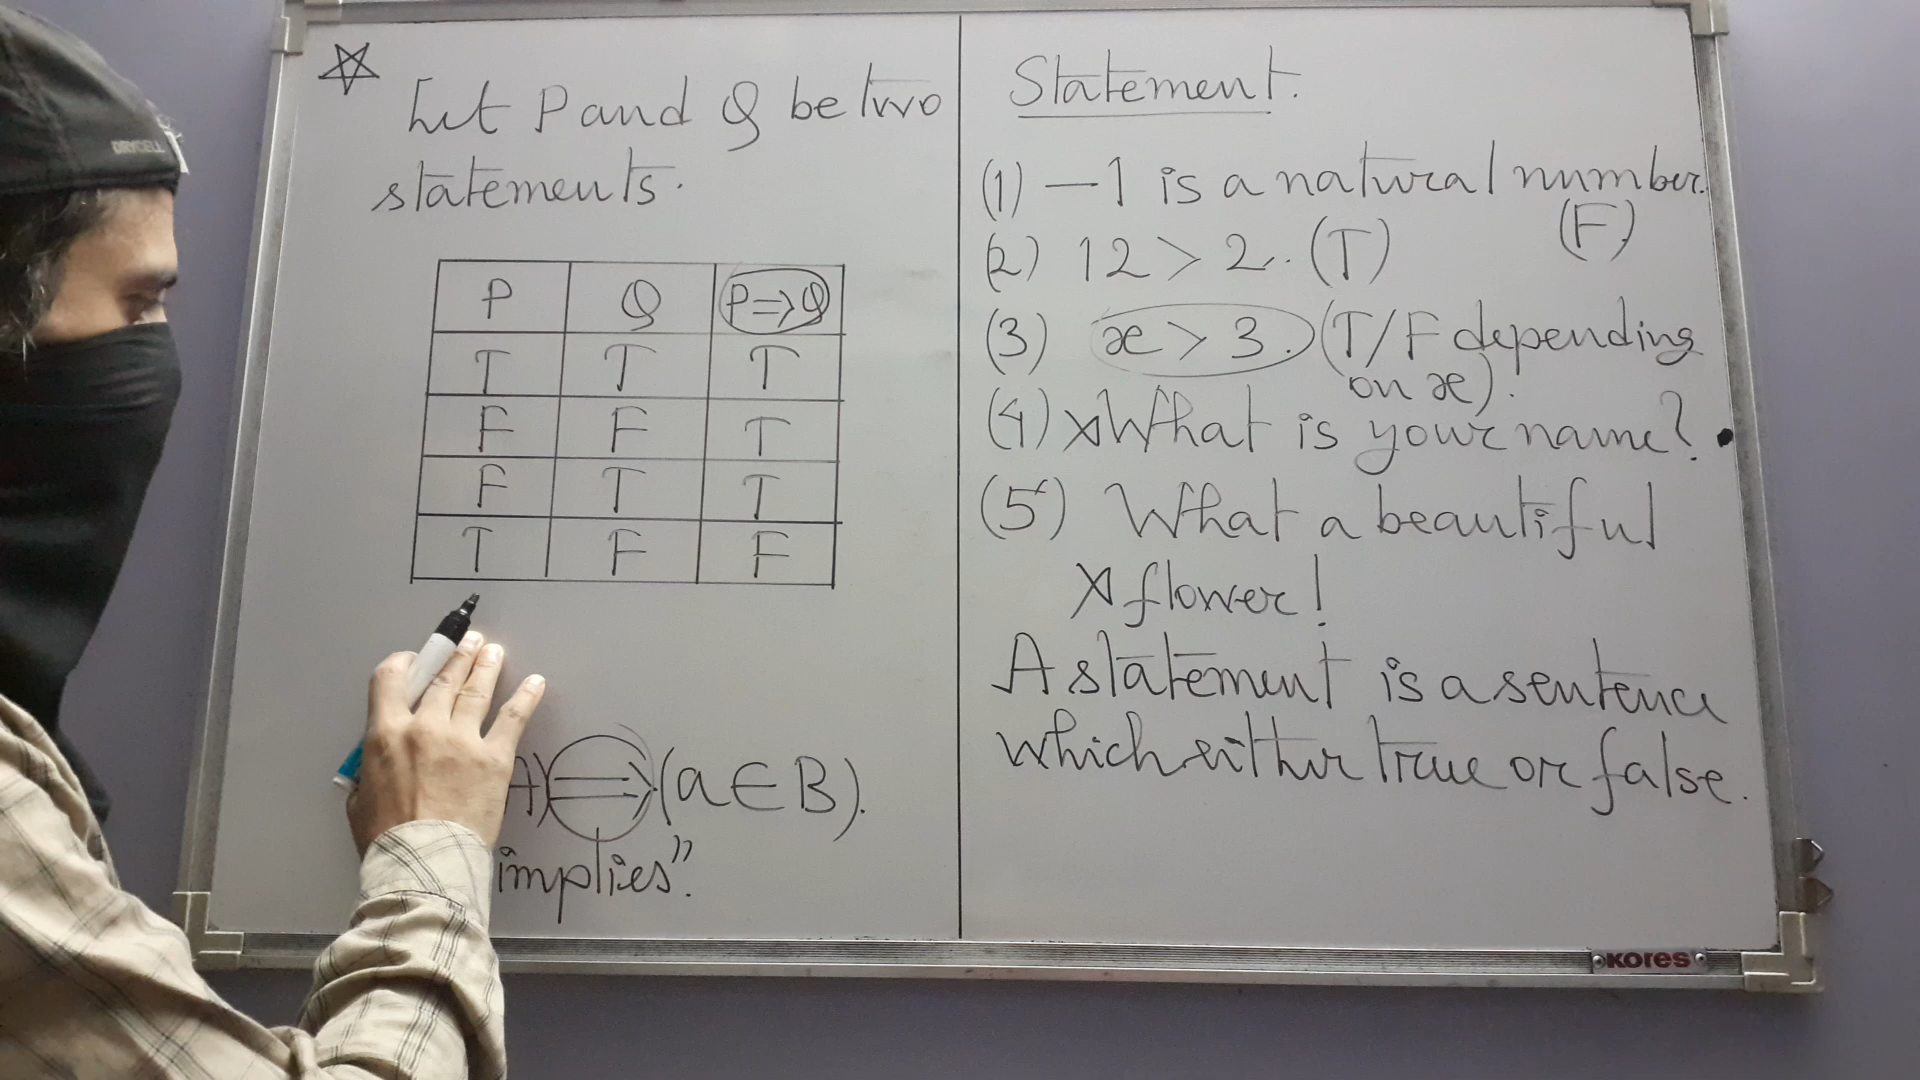 Let P and Q be two
statements.
P Q P => Q
T T T
F F T
F T T
T F F
A) => (a ∈ B).
implies".
Statement.
(1) -1 is a natural number.
(F)
(2) 12 > 2. (T)
(3) x > 3. (T/F depending
on x).
(4) x What is your name?
(5) What a beautiful
x flower!
A statement is a sentence
which either true or false.
DRYCELL
KORES